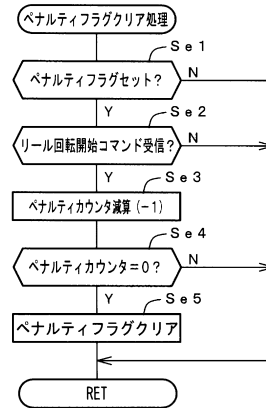 ペナルティフラグクリア処理
Se1
ペナルティフラグセット?
N
Y
Se2
リール回転開始コマンド受信?
N
Y
Se3
ペナルティカウンタ減算(-1)
Se4
ペナルティカウンタ=0?
N
Y
Se5
ペナルティフラグクリア
RET